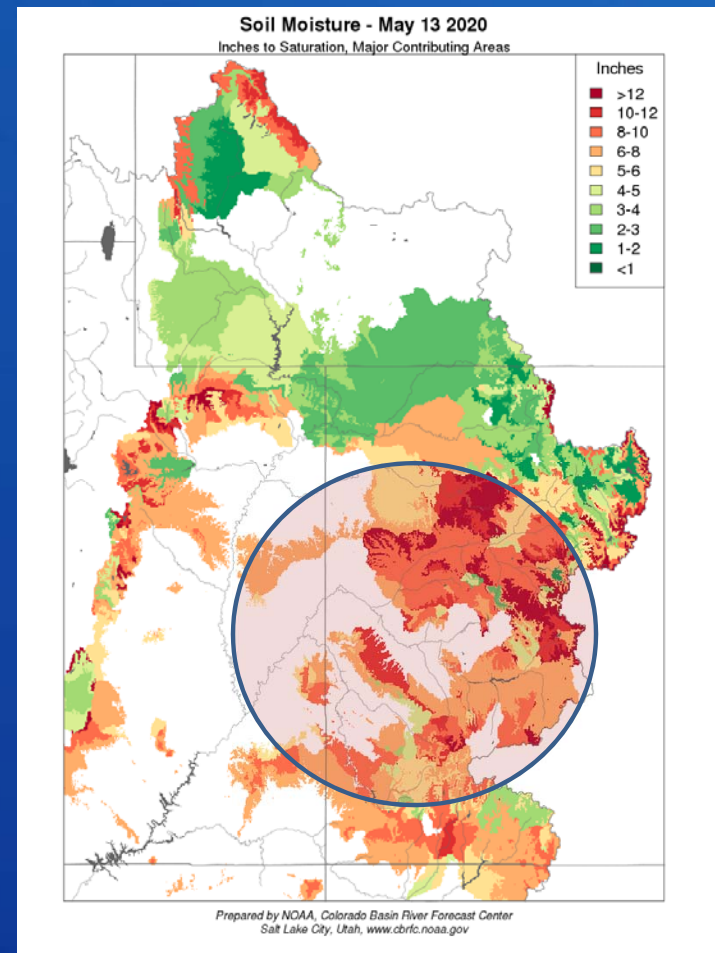 Soil Moisture - May 13 2020
Inches to Saturation, Major Contributing Areas
Inches
>12
10-12
8-10
6-8
5-6
4-5
3-4
2-3
1-2
<1
Prepared by NOAA, Colorado Basin River Forecast Center
Salt Lake City, Utah, www.cbrfc.noaa.gov